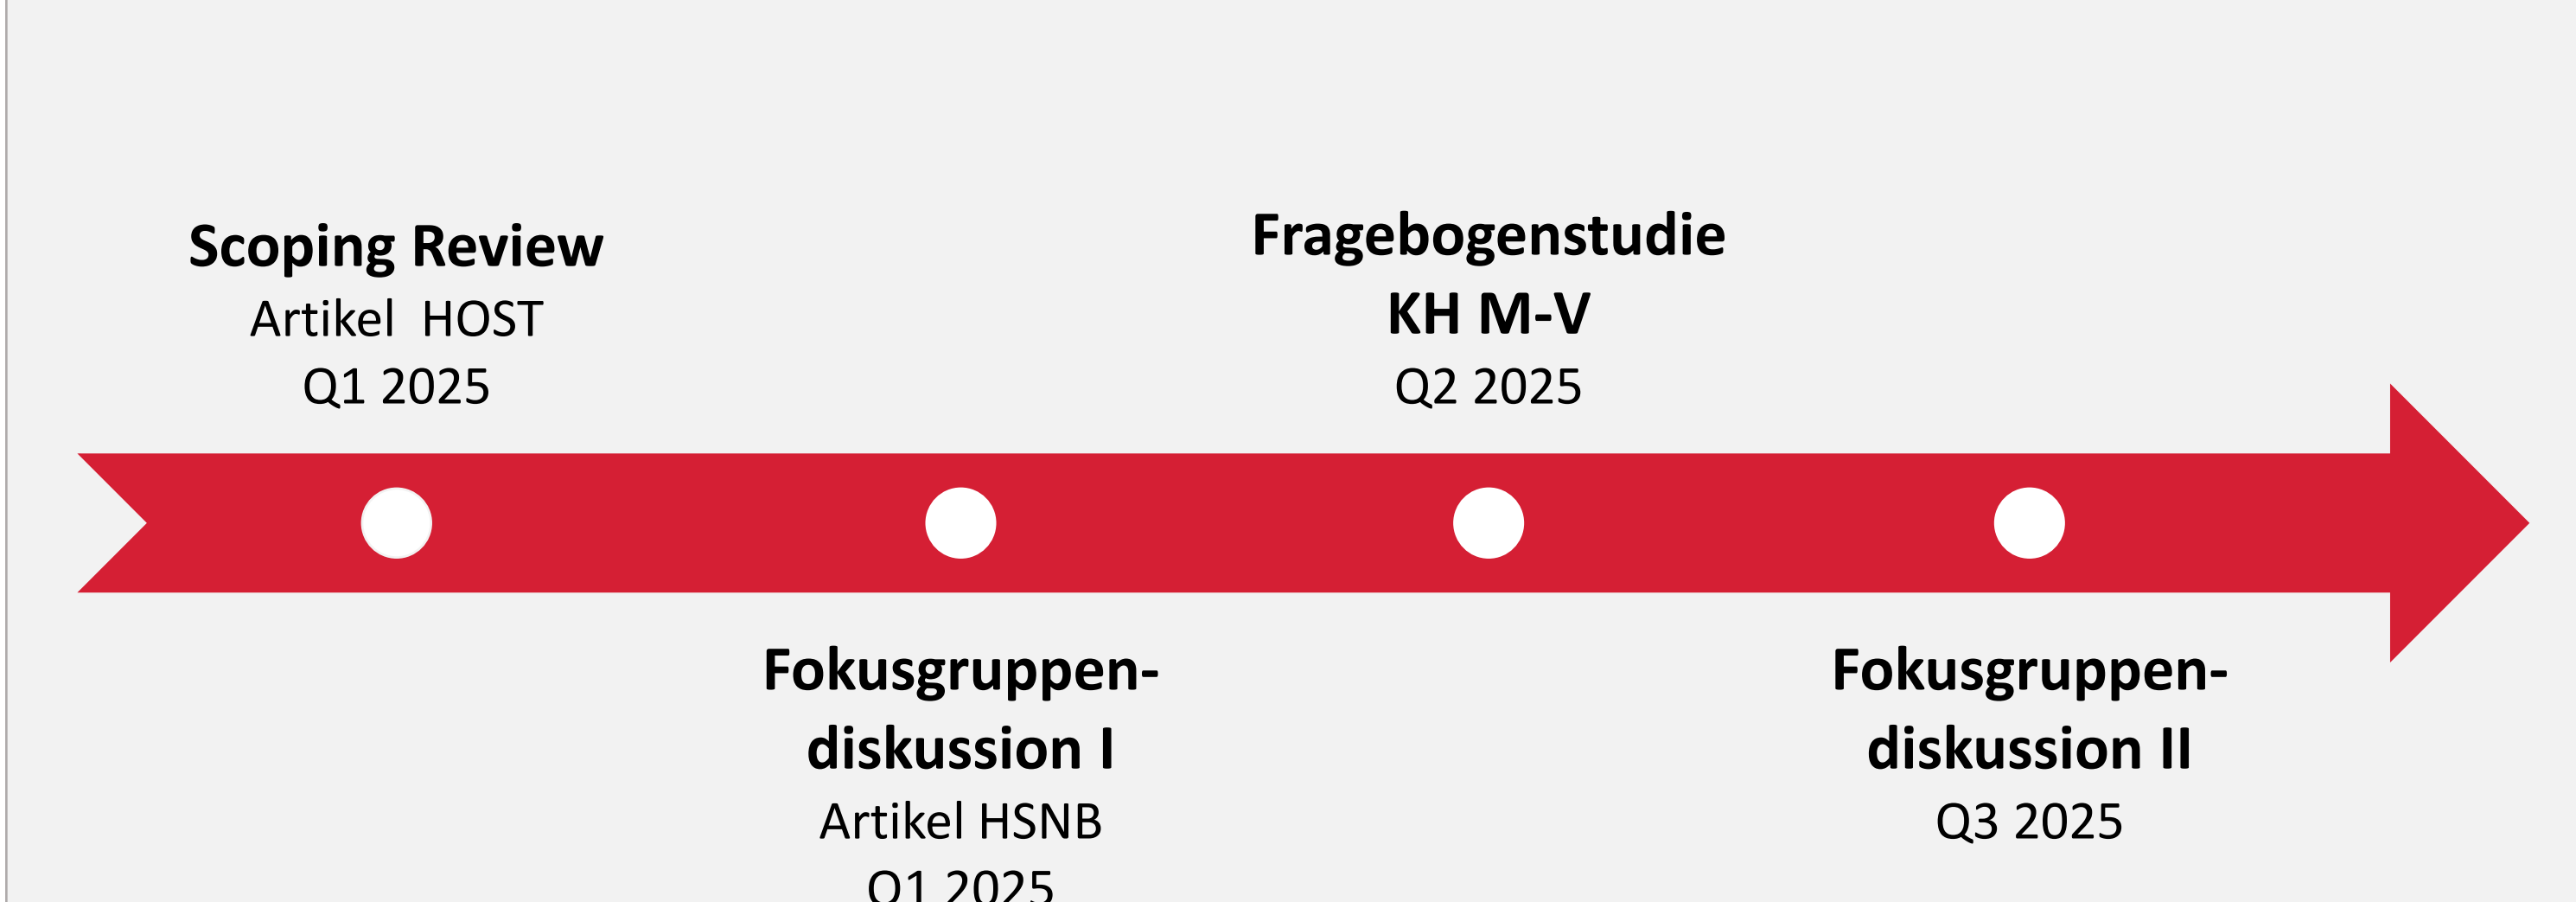 Scoping Review
Artikel  HOST
Q1 2025
Fokusgruppen-
diskussion I
Artikel HSNB
Q1 2025
Fragebogenstudie
KH M-V
Q2 2025
Fokusgruppen-
diskussion II
Q3 2025